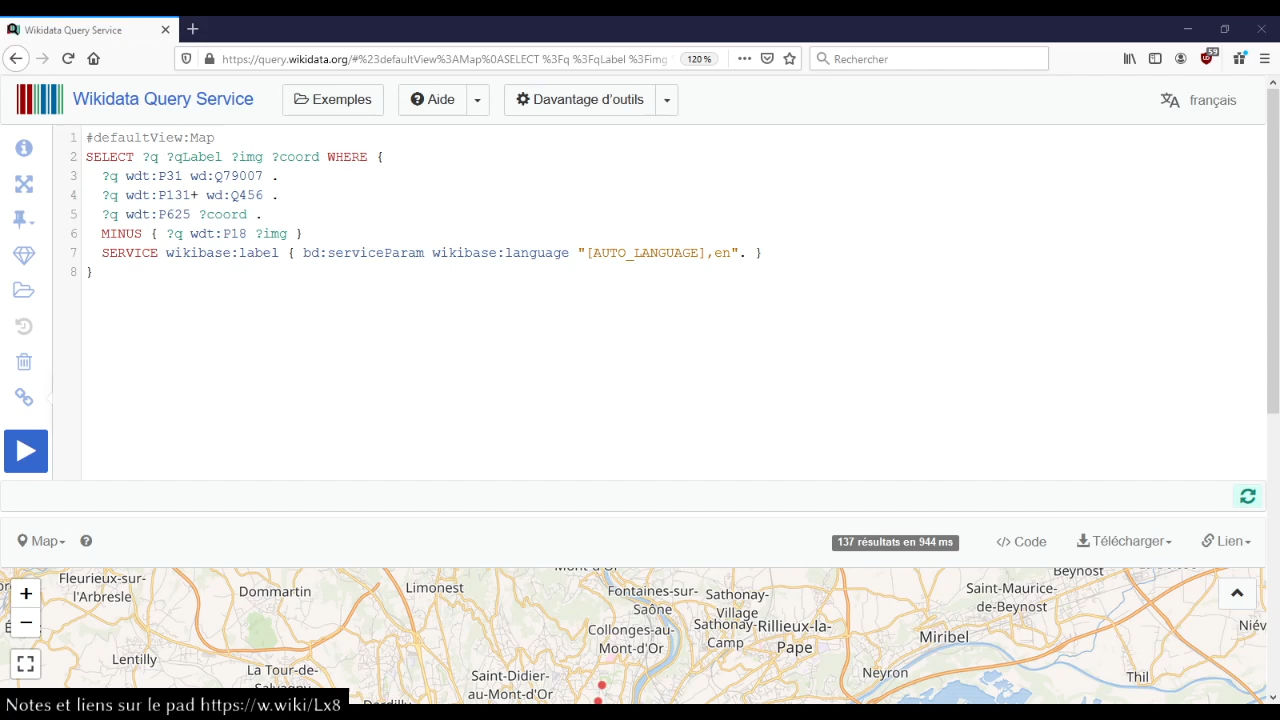 Wikidata Query Service
https://query.wikidata.org/#%23defaultView%3AMap%0ASELECT %3Fq %3FqLabel %3Fimg
120 %
Rechercher
59
Wikidata Query Service
Exemples
Aide
Davantage d'outils
français
1 #defaultView:Map
2 SELECT ?q ?qLabel ?img ?coord WHERE {
3 ?q wdt:P31 wd:Q79007 .
4 ?q wdt:P131+ wd:Q456 .
5 ?q wdt:P625 ?coord .
6 MINUS { ?q wdt:P18 ?img }
7 SERVICE wikibase:label { bd:serviceParam wikibase:language "[AUTO_LANGUAGE],en". }
8 }
Map
137 résultats en 944 ms
</> Code
Télécharger
Lien
+
−
Fleurieux-sur-
l'Arbresle
Dommartin
Limonest
Fontaines-sur-
Saône
Sathonay-
Village
Beynost
Saint-Maurice-
de-Beynost
Collonges-au-
Mont-d'Or
Sathonay-
Camp
Rillieux-la-
Pape
Miribel
Lentilly
La Tour-de-
Salvagny
Saint-Didier-
au-Mont-d'Or
Neyron
Thil
Notes et liens sur le pad https://w.wiki/Lx8